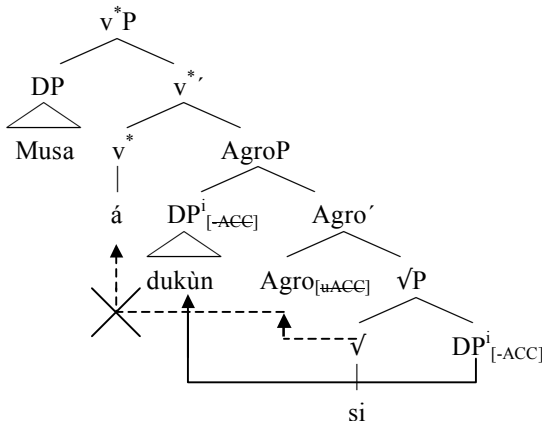 v*P
DP v*´
Musa v* AgroP
á DPⁱ[-ACC] Agro´
dukùn Agro[uACC] √P
√ DPⁱ[-ACC]
si